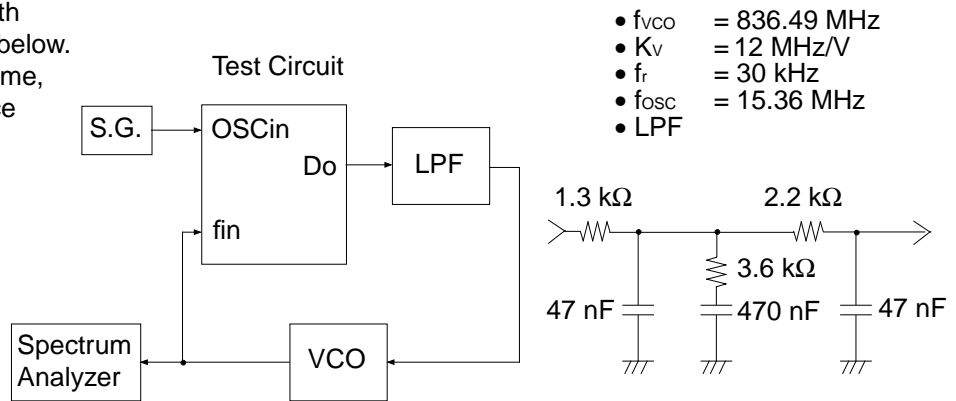 below.
Test Circuit
S.G.
OSCin
Do
fin
LPF
VCO
Spectrum
Analyzer
• fVCO = 836.49 MHz
• KV = 12 MHz/V
• fr = 30 kHz
• fOSC = 15.36 MHz
• LPF
1.3 kΩ
2.2 kΩ
3.6 kΩ
47 nF
470 nF
47 nF